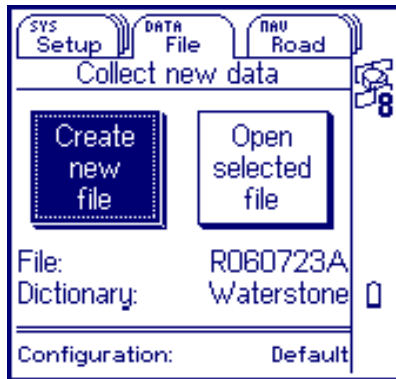 SYS DATA NAV
Setup File Road
Collect new data
8
Create new file
Open selected file
File: R060723A
Dictionary: Waterstone
Configuration: Default